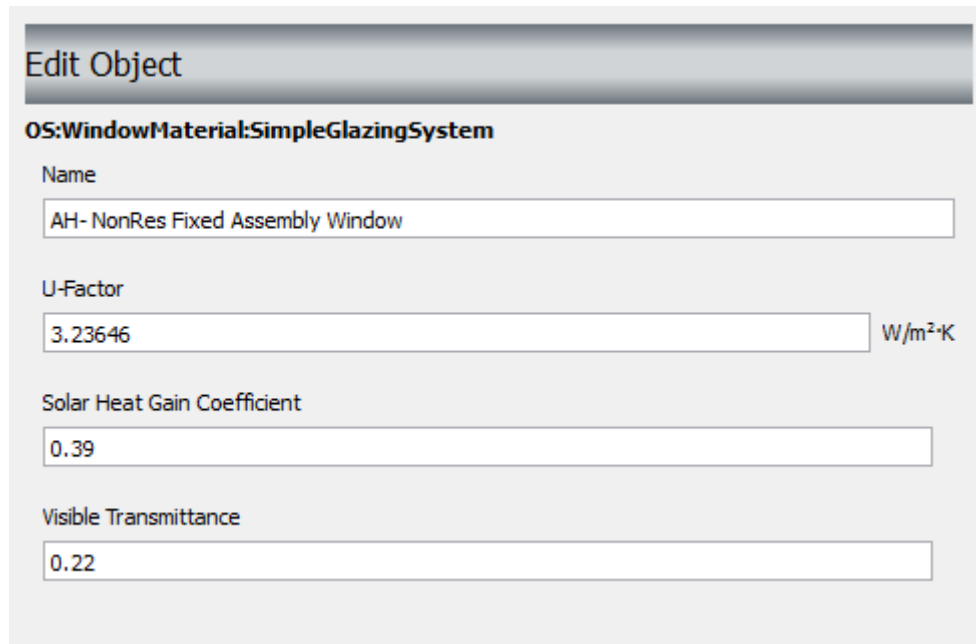 Edit Object
OS:WindowMaterial:SimpleGlazingSystem
Name
AH- NonRes Fixed Assembly Window
U-Factor
3.23646 W/m²·K
Solar Heat Gain Coefficient
0.39
Visible Transmittance
0.22